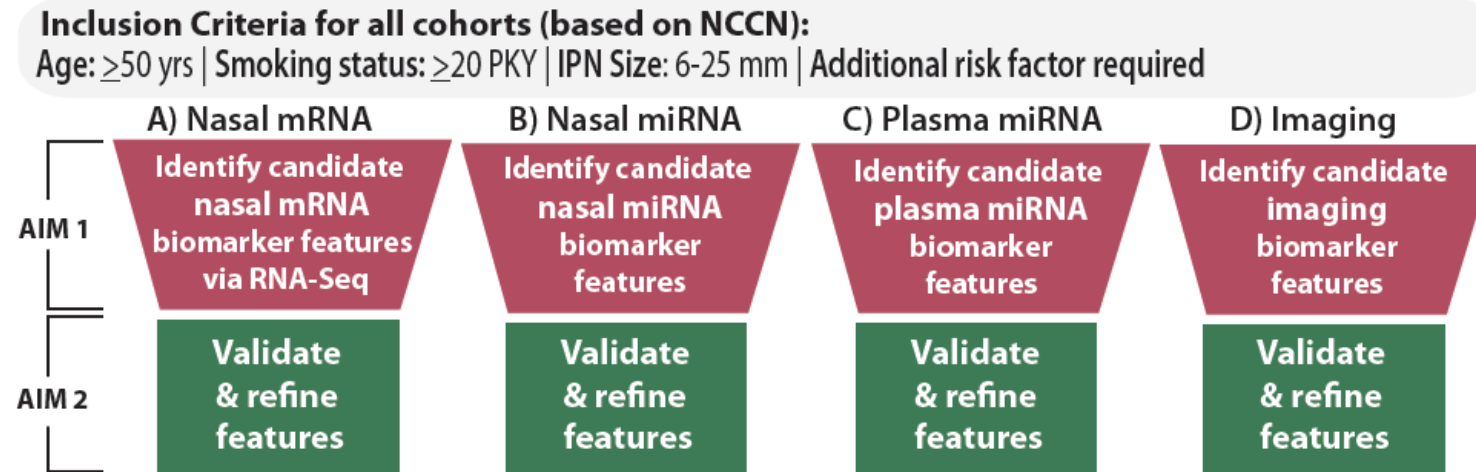 Inclusion Criteria for all cohorts (based on NCCN):
Age: ≥50 yrs | Smoking status: ≥20 PKY | IPN Size: 6-25 mm | Additional risk factor required
A) Nasal mRNA
B) Nasal miRNA
C) Plasma miRNA
D) Imaging
AIM 1
Identify candidate
nasal mRNA
biomarker features
via RNA-Seq
Identify candidate
nasal miRNA
biomarker
features
Identify candidate
plasma miRNA
biomarker
features
Identify candidate
imaging
biomarker
features
AIM 2
Validate
& refine
features
Validate
& refine
features
Validate
& refine
features
Validate
& refine
features